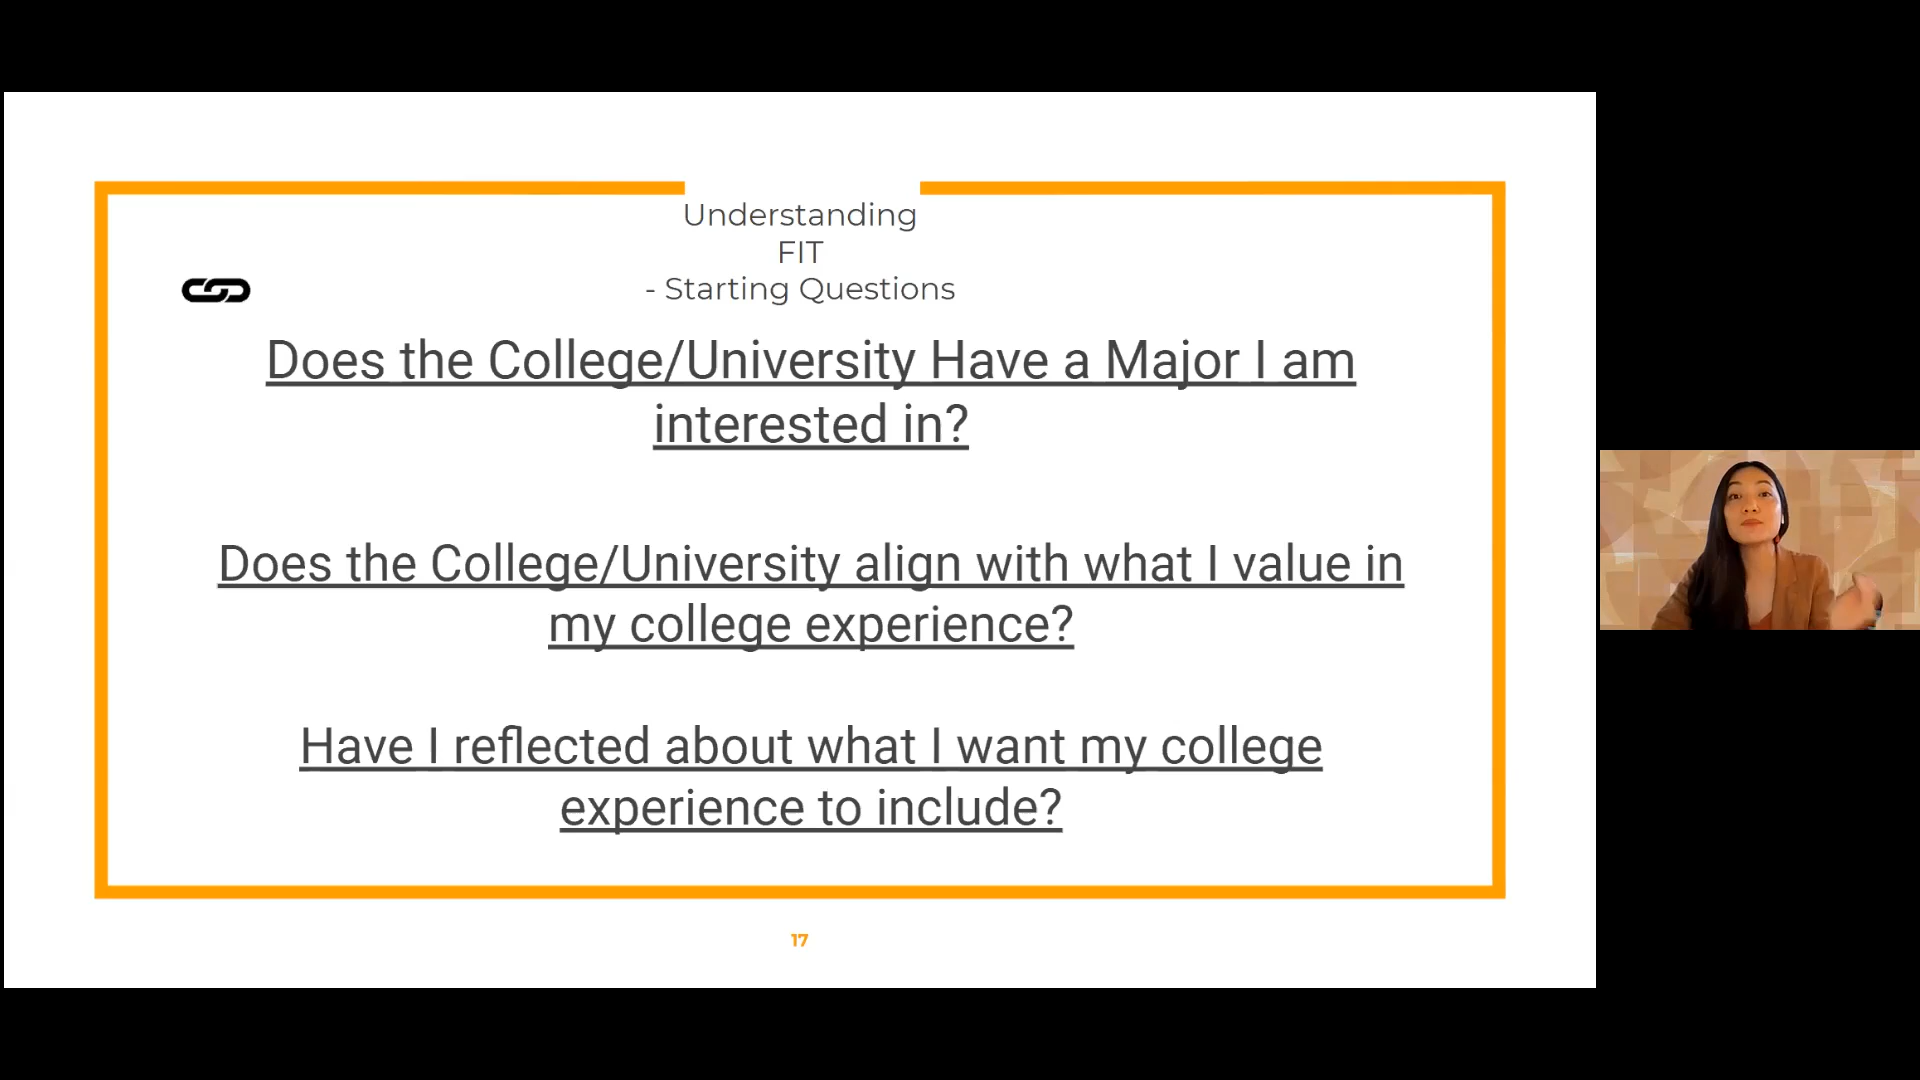 Understanding
FIT
- Starting Questions
Does the College/University Have a Major I am
interested in?
Does the College/University align with what I value in
my college experience?
Have I reflected about what I want my college
experience to include?
17